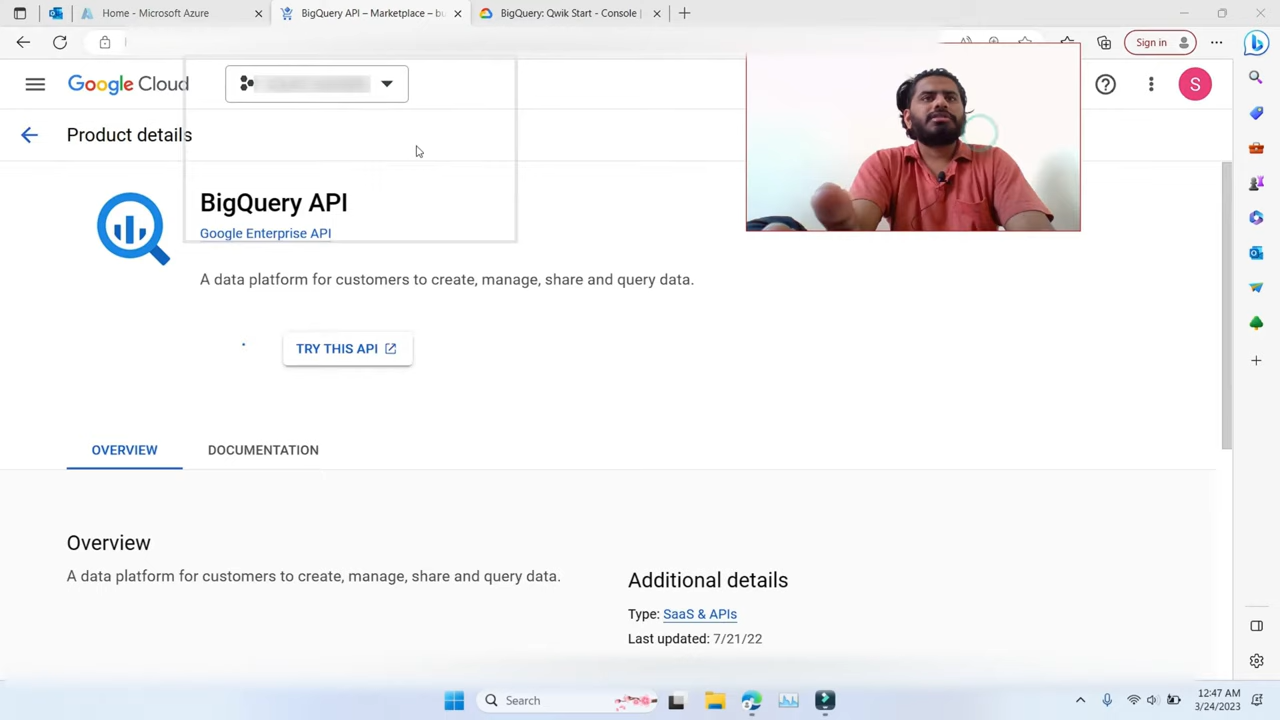 Home - Microsoft Azure
BigQuery API – Marketplace – bu
BigQuery: Qwik Start - Console |
Sign in
Google Cloud
S
Product details
BigQuery API
Google Enterprise API
A data platform for customers to create, manage, share and query data.
TRY THIS API
OVERVIEW
DOCUMENTATION
Overview
A data platform for customers to create, manage, share and query data.
Additional details
Type: SaaS & APIs
Last updated: 7/21/22
Search
12:47 AM
3/24/2023